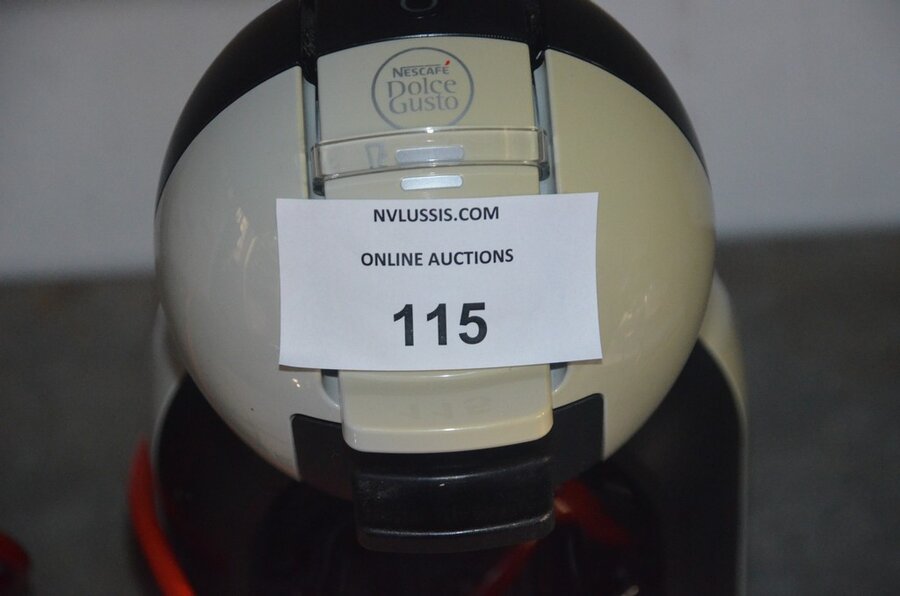 NESCAFÉ
Dolce
Gusto
NVLUSSIS.COM
ONLINE AUCTIONS
115